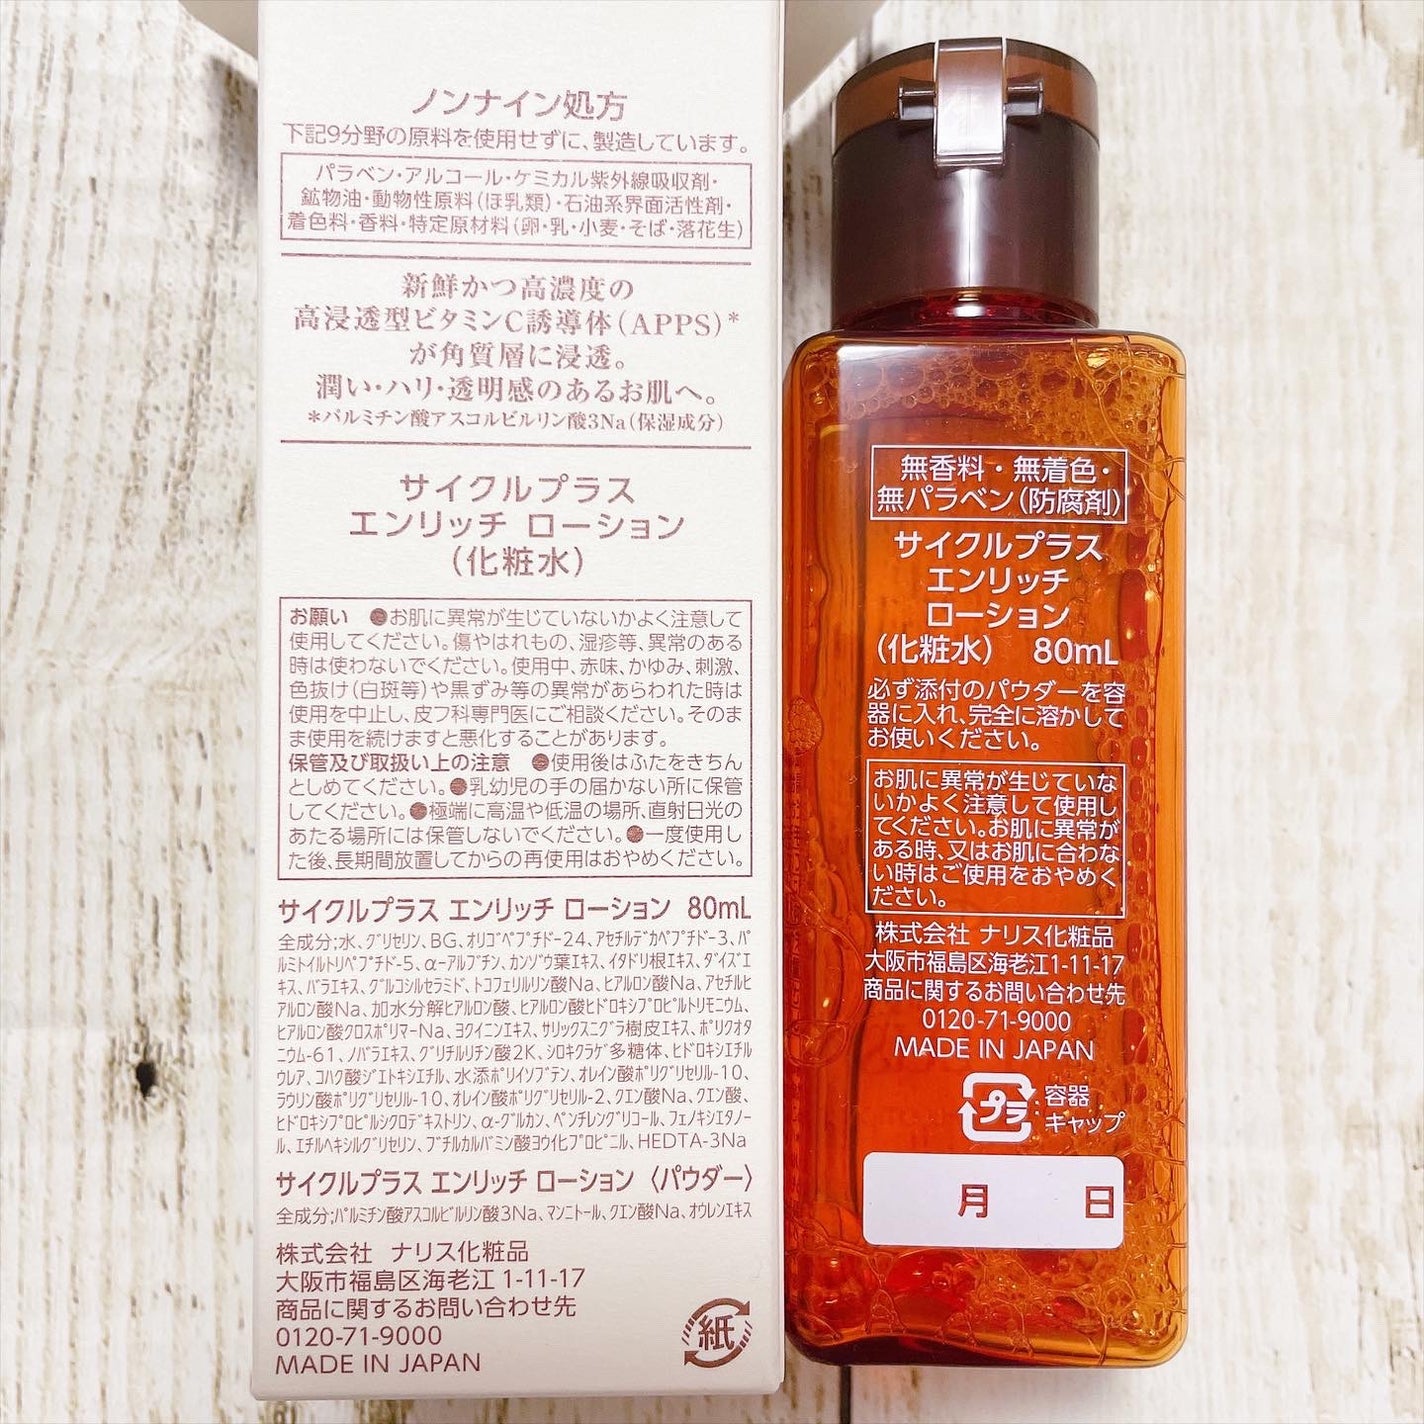 ノンナイン処方
下記9分野の原料を使用せずに、製造しています。
パラベン・アルコール・ケミカル紫外線吸収剤・
鉱物油・動物性原料(ほ乳類)・石油系界面活性剤・
着色料・香料・特定原材料(卵・乳・小麦・そば・落花生)
新鮮かつ高濃度の
高浸透型ビタミンC誘導体(APPS)*
が角質層に浸透。
潤い・ハリ・透明感のあるお肌へ。
*パルミチン酸アスコルビルリン酸3Na(保湿成分)
サイクルプラス
エンリッチ ローション
(化粧水)
お願い ●お肌に異常が生じていないかよく注意して
使用してください。傷やはれもの、湿疹等、異常のある
時は使わないでください。使用中、赤味、かゆみ、刺激、
色抜け(白斑等)や黒ずみ等の異常があらわれた時は
使用を中止し、皮フ科専門医にご相談ください。そのま
ま使用を続けますと悪化することがあります。
保管及び取扱い上の注意 ●使用後はふたをきちん
としめてください。●乳幼児の手の届かない所に保管
してください。●極端に高温や低温の場所、直射日光の
あたる場所には保管しないでください。●一度使用し
た後、長期間放置してからの再使用はおやめください。
サイクルプラス エンリッチ ローション 80mL
全成分;水、グリセリン、BG、オリゴペプチド-24、アセチルデカペプチド-3、パ
ルミトイルトリペプチド-5、α-アルブチン、カンゾウ葉エキス、イタドリ根エキス、ダイズエ
キス、バラエキス、グルコシルセラミド、トコフェリルリン酸Na、ヒアルロン酸Na、アセチルヒ
アルロン酸Na、加水分解ヒアルロン酸、ヒアルロン酸ヒドロキシプロピルトリモニウム、
ヒアルロン酸クロスポリマーNa、ヨクイニンエキス、サリックスニグラ樹皮エキス、ポリクオタ
ニウム-61、ノバラエキス、グリチルリチン酸2K、シロキクラゲ多糖体、ヒドロキシエチル
ウレア、コハク酸ジエトキシエチル、水添ポリイソブテン、オレイン酸ポリグリセリル-10、
ラウリン酸ポリグリセリル-10、オレイン酸ポリグリセリル-2、クエン酸Na、クエン酸、
ヒドロキシプロピルシクロデキストリン、α-グルカン、ペンチレングリコール、フェノキシエタノー
ル、エチルヘキシルグリセリン、ブチルカルバミン酸ヨウ化プロピニル、HEDTA-3Na
サイクルプラス エンリッチ ローション〈パウダー〉
全成分;パルミチン酸アスコルビルリン酸3Na、マンニトール、クエン酸Na、オウレンエキス
株式会社 ナリス化粧品
大阪市福島区海老江 1-11-17
商品に関するお問い合わせ先
0120-71-9000
MADE IN JAPAN
紙
無香料・無着色・
無パラベン(防腐剤)
サイクルプラス
エンリッチ
ローション
(化粧水) 80mL
必ず添付のパウダーを容
器に入れ、完全に溶かして
お使いください。
お肌に異常が生じていな
いかよく注意して使用し
てください。お肌に異常が
ある時、又はお肌に合わな
い時はご使用をおやめく
ださい。
株式会社 ナリス化粧品
大阪市福島区海老江1-11-17
商品に関するお問い合わせ先
0120-71-9000
MADE IN JAPAN
プラ
容器
キャップ
月 日